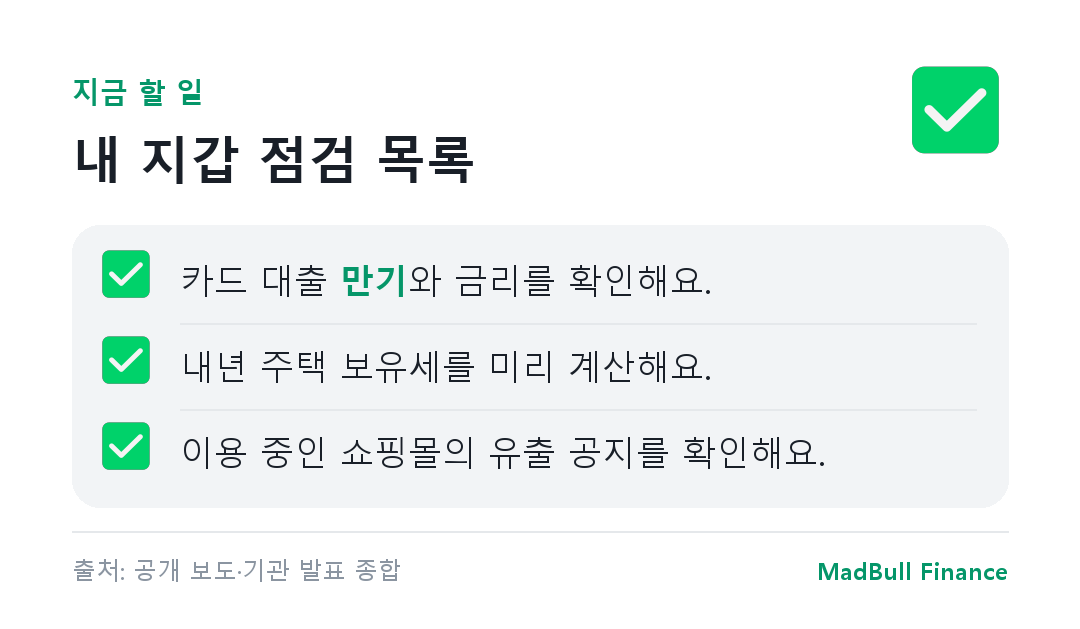 지금 할 일
내 지갑 점검 목록
카드 대출 만기와 금리를 확인해요.
내년 주택 보유세를 미리 계산해요.
이용 중인 쇼핑몰의 유출 공지를 확인해요.
출처: 공개 보도·기관 발표 종합
MadBull Finance